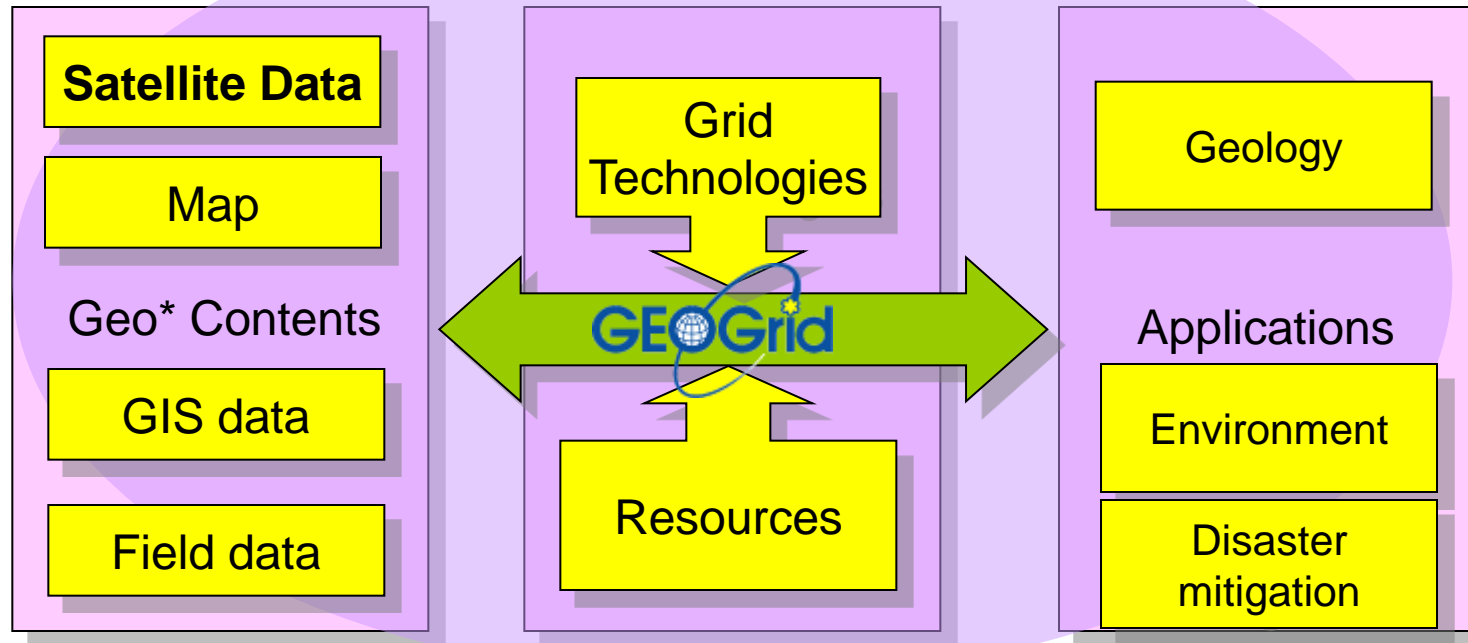 Satellite Data
Map
Geo* Contents
GIS data
Field data
Grid
Technologies
GEOGrid
Resources
Geology
Applications
Environment
Disaster
mitigation